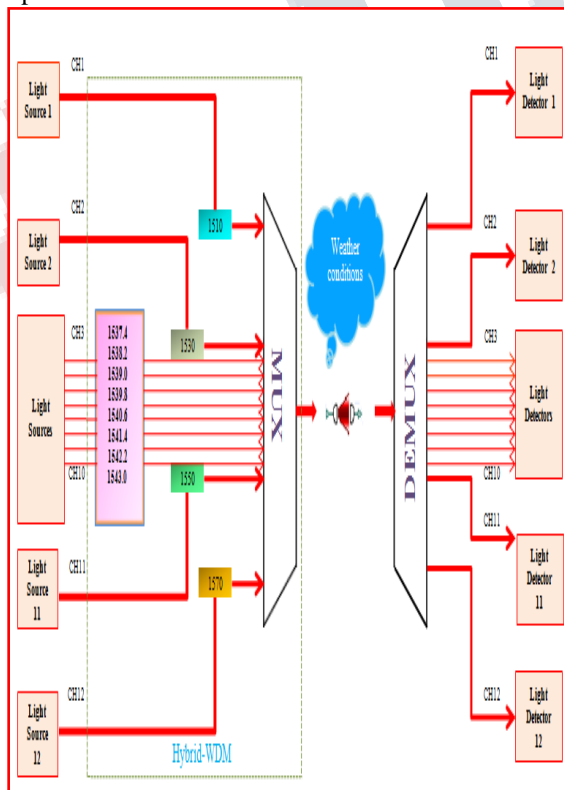 CH1
Light
Source 1
1510
CH2
Light
Source 2
1530
CH3
Light
Sources
1537.4
1538.2
1539.0
1539.8
1540.6
1541.4
1542.2
1543.0
CH10
1550
CH11
Light
Source
11
1570
CH12
Light
Source
12
Hybrid-WDM
MUX
Weather
conditions
DEMUX
CH1
Light
Detector 1
CH2
Light
Detector 2
CH3
Light
Detectors
CH10
CH11
Light
Detector
11
CH12
Light
Detector
12